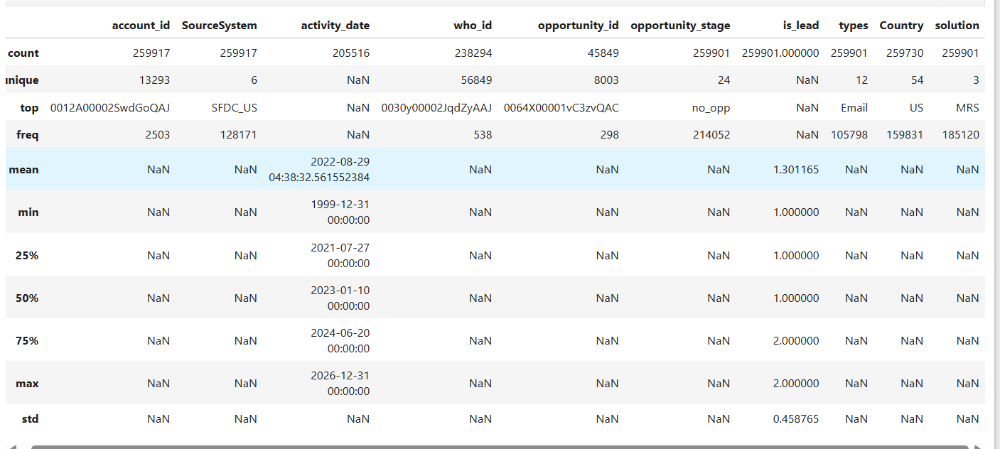 account_id SourceSystem activity_date who_id opportunity_id opportunity_stage is_lead types Country solution
count 259917 259917 205516 238294 45849 259901 259901.000000 259901 259730 259901
unique 13293 6 NaN 56849 8003 24 NaN 12 54 3
top 0012A00002SwdGoQAJ SFDC_US NaN 0030y00002JqdZyAAJ 0064X00001vC3zvQAC no_opp NaN Email US MRS
freq 2503 128171 NaN 538 298 214052 NaN 105798 159831 185120
mean NaN NaN 2022-08-29 04:38:32.561552384 NaN NaN NaN 1.301165 NaN NaN NaN
min NaN NaN 1999-12-31 00:00:00 NaN NaN NaN 1.000000 NaN NaN NaN
25% NaN NaN 2021-07-27 00:00:00 NaN NaN NaN 1.000000 NaN NaN NaN
50% NaN NaN 2023-01-10 00:00:00 NaN NaN NaN 1.000000 NaN NaN NaN
75% NaN NaN 2024-06-20 00:00:00 NaN NaN NaN 2.000000 NaN NaN NaN
max NaN NaN 2026-12-31 00:00:00 NaN NaN NaN 2.000000 NaN NaN NaN
std NaN NaN NaN NaN NaN NaN 0.458765 NaN NaN NaN